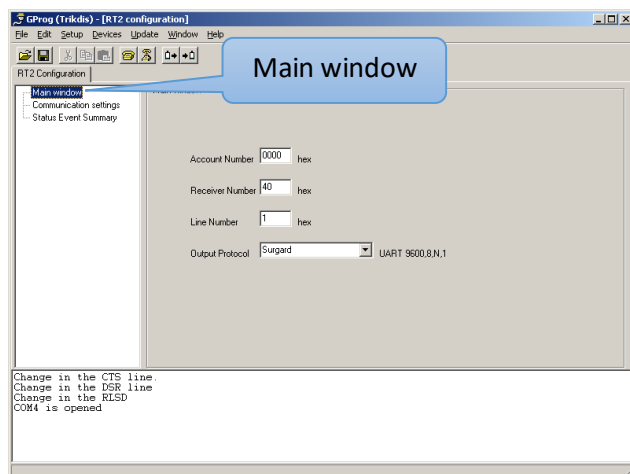 GProg (Trikdis) - [RT2 configuration]
File Edit Setup Devices Update Window Help
RT2 Configuration
Main window
Main window
Communication settings
Status Event Summary
Account Number 0000 hex
Receiver Number 40 hex
Line Number 1 hex
Output Protocol Surgard UART 9600,8,N,1
Change in the CTS line.
Change in the DSR line
Change in the RLSD
COM4 is opened